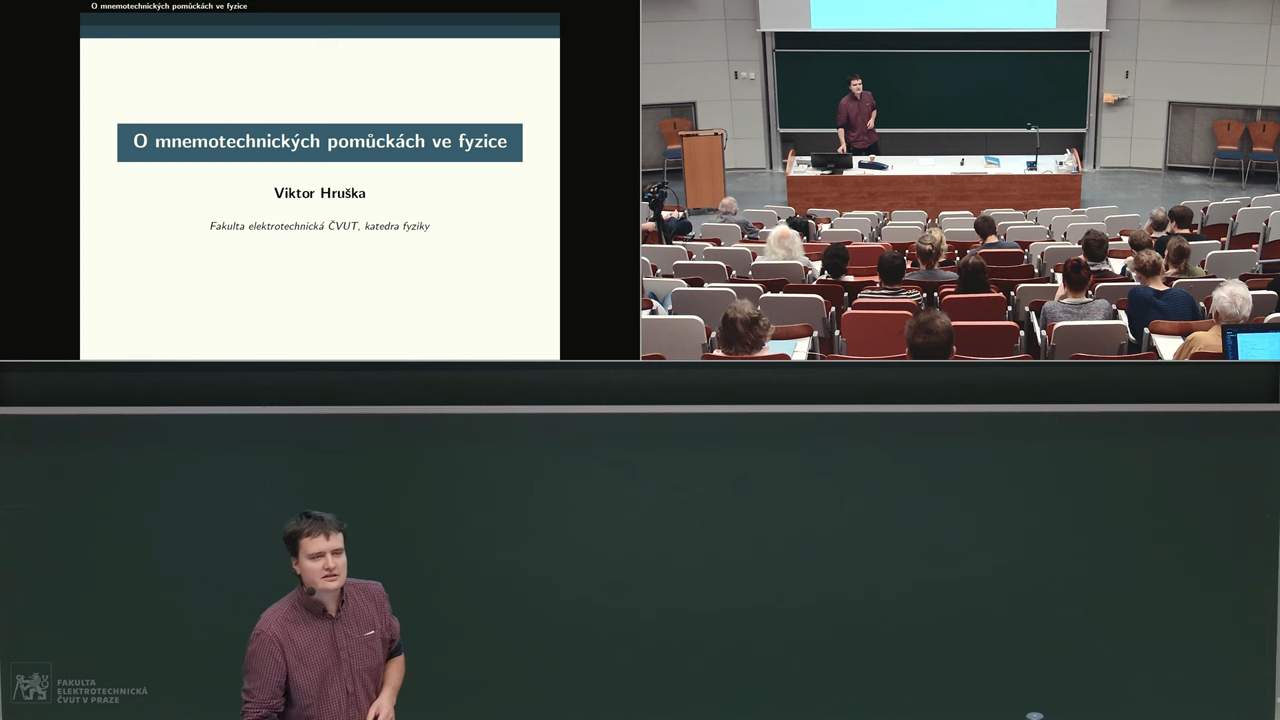 O mnemotechnických pomůckách ve fyzice
O mnemotechnických pomůckách ve fyzice
Viktor Hruška
Fakulta elektrotechnická ČVUT, katedra fyziky
FAKULTA
ELEKTROTECHNICKÁ
ČVUT V PRAZE